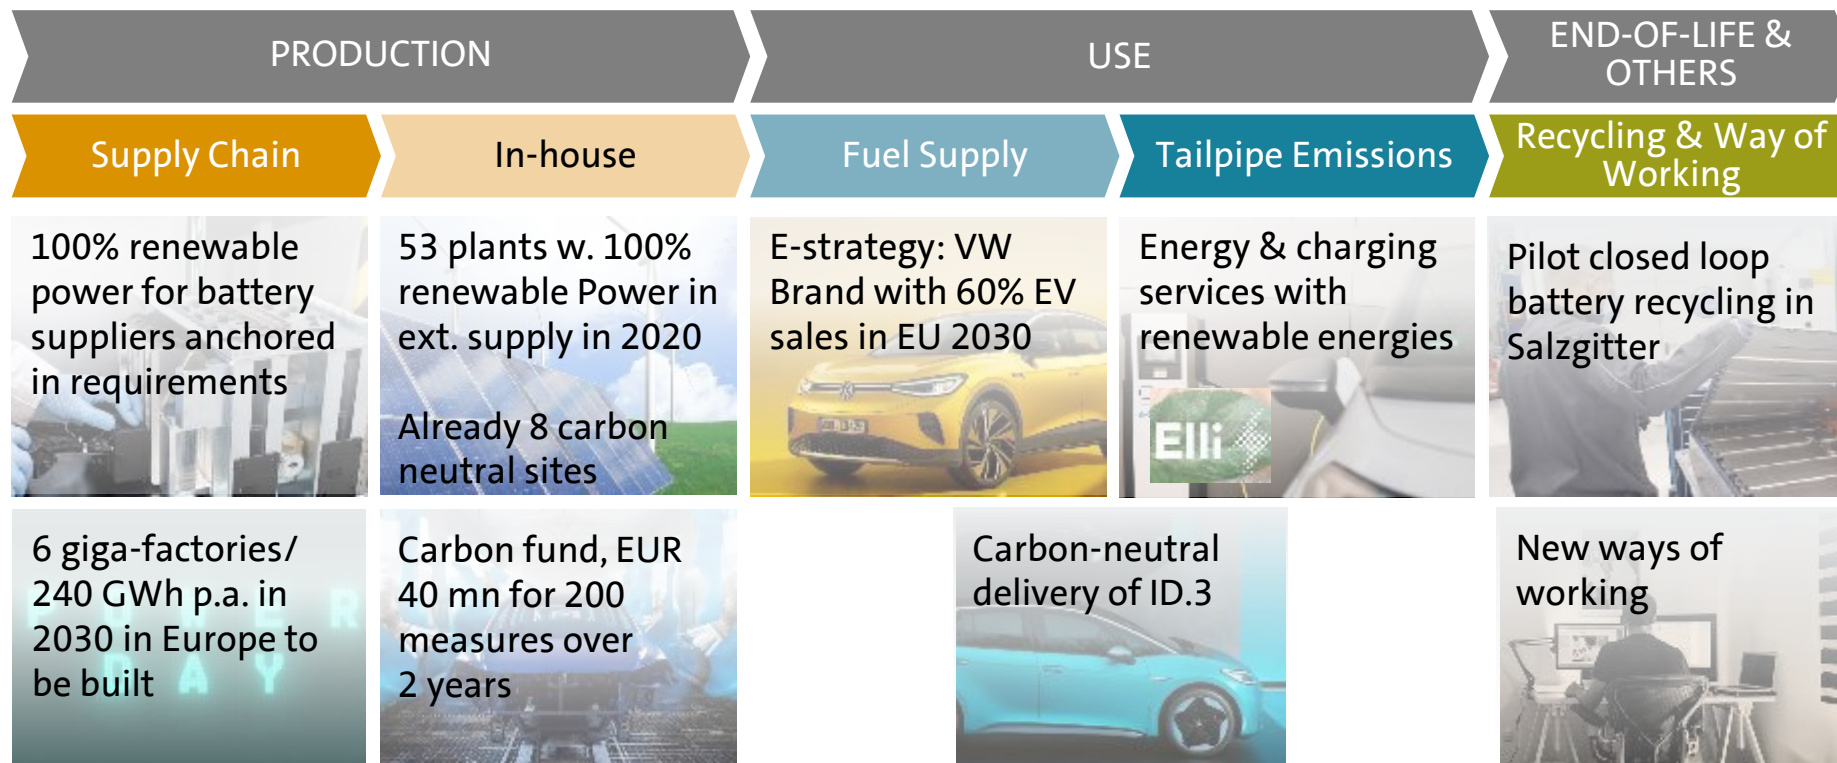 PRODUCTION
USE
END-OF-LIFE &
OTHERS
Supply Chain
In-house
Fuel Supply
Tailpipe Emissions
Recycling & Way of
Working
100% renewable
power for battery
suppliers anchored
in requirements
53 plants w. 100%
renewable Power in
ext. supply in 2020
Already 8 carbon
neutral sites
E-strategy: VW
Brand with 60% EV
sales in EU 2030
Energy & charging
services with
renewable energies
Elli
Pilot closed loop
battery recycling in
Salzgitter
6 giga-factories/
240 GWh p.a. in
2030 in Europe to
be built
POWER
DAY
Carbon fund, EUR
40 mn for 200
measures over
2 years
Carbon-neutral
delivery of ID.3
New ways of
working